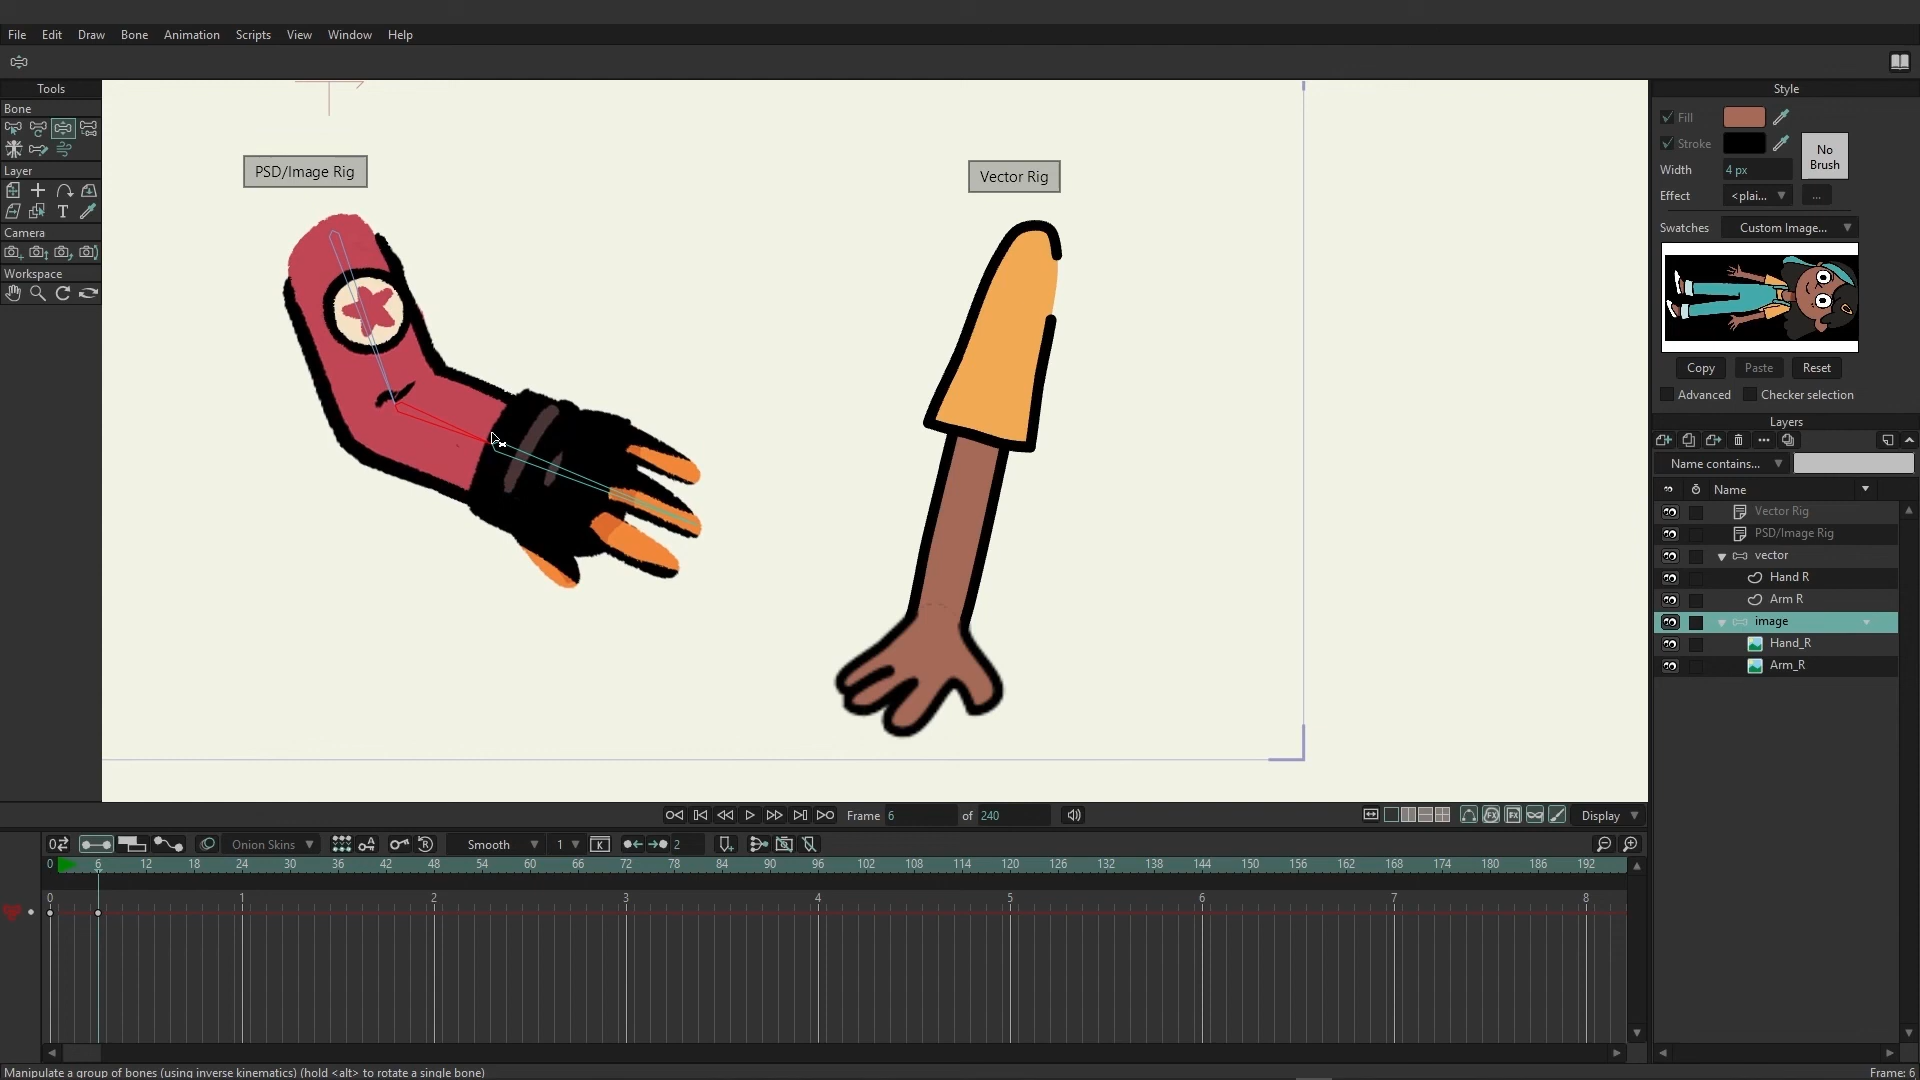 File Edit Draw Bone Animation Scripts View Window Help
Tools
Bone
Layer
T
Camera
Workspace
PSD/Image Rig
Vector Rig
Style
Fill
Stroke
No
Brush
Width 4 px
Effect <plai... ...
Swatches Custom Image...
Copy Paste Reset
Advanced Checker selection
Layers
Name contains...
Name
Vector Rig
PSD/Image Rig
vector
Hand R
Arm R
image
Hand_R
Arm_R
Frame 6 of 240
Display
Onion Skins Smooth 1 K 2
0 6 12 18 24 30 36 42 48 54 60 66 72 78 84 90 96 102 108 114 120 126 132 138 144 150 156 162 168 174 180 186 192
0 1 2 3 4 5 6 7 8
Manipulate a group of bones (using inverse kinematics) (hold <alt> to rotate a single bone)
Frame: 6